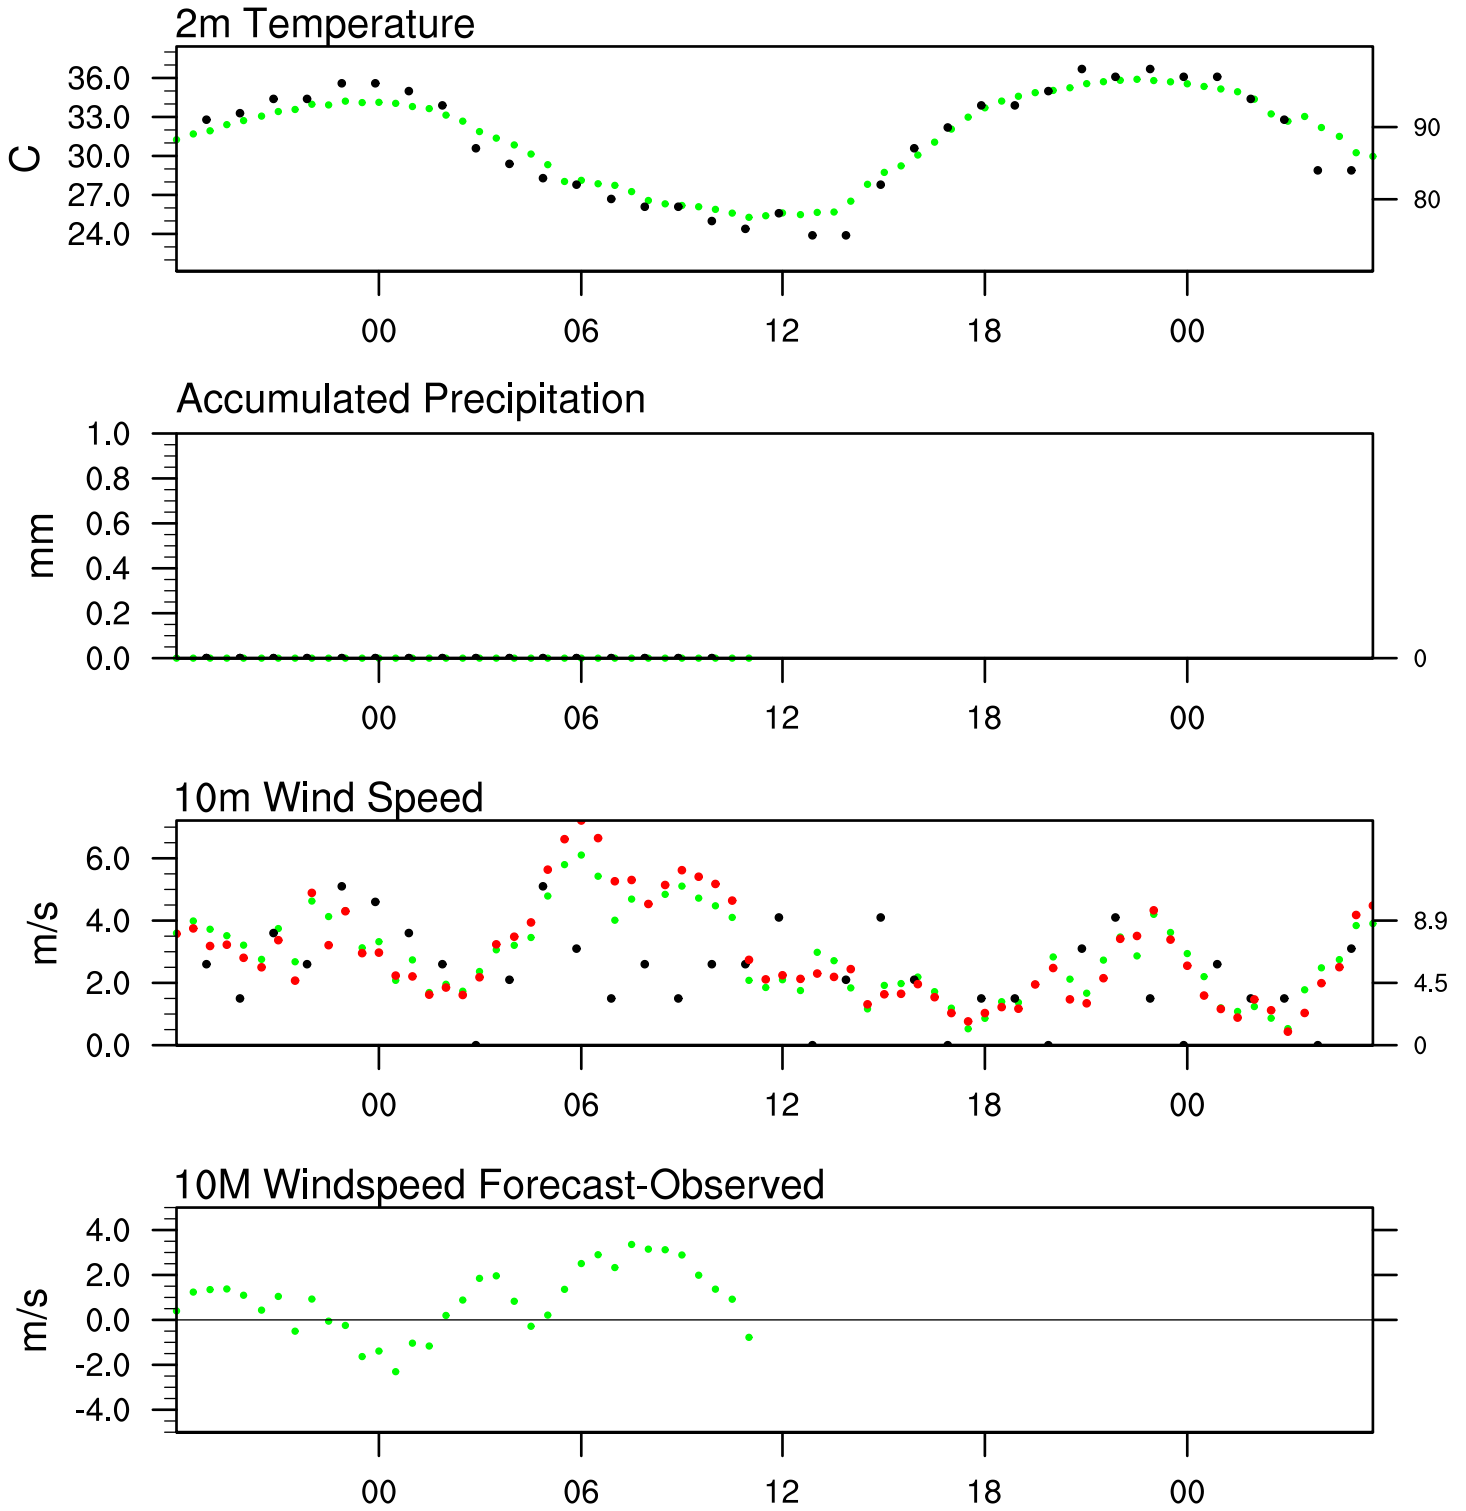 2m Temperature
36.0
33.0
30.0
27.0
24.0
C
90
80
00 06 12 18 00
Accumulated Precipitation
1.0
0.8
0.6
0.4
0.2
0.0
mm
0
00 06 12 18 00
10m Wind Speed
6.0
4.0
2.0
0.0
m/s
8.9
4.5
0
00 06 12 18 00
10M Windspeed Forecast-Observed
4.0
2.0
0.0
-2.0
-4.0
m/s
00 06 12 18 00